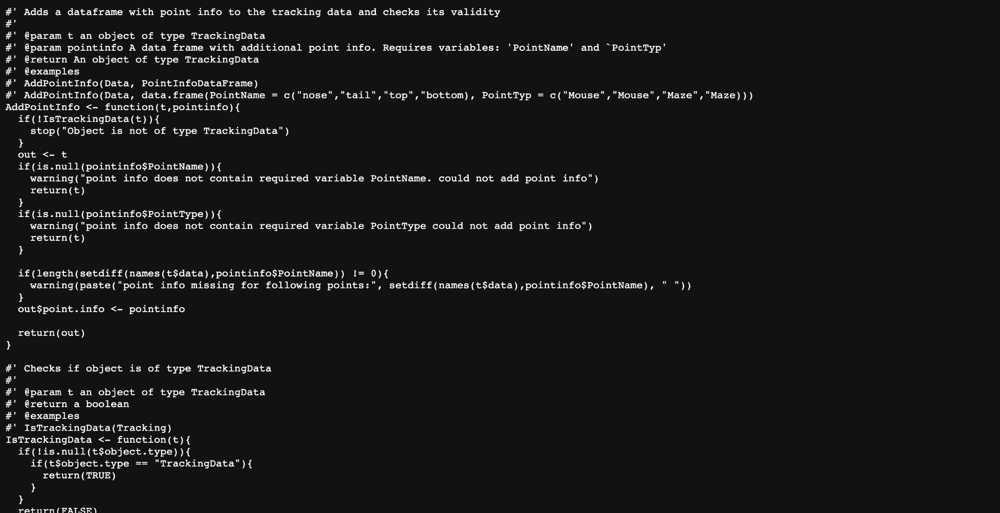 #' Adds a dataframe with point info to the tracking data and checks its validity
#'
#' @param t an object of type TrackingData
#' @param pointinfo A data frame with additional point info. Requires variables: 'PointName' and `PointTyp'
#' @return An object of type TrackingData
#' @examples
#' AddPointInfo(Data, PointInfoDataFrame)
#' AddPointInfo(Data, data.frame(PointName = c("nose","tail","top","bottom), PointTyp = c("Mouse","Mouse","Maze","Maze)))
AddPointInfo <- function(t,pointinfo){
  if(!IsTrackingData(t)){
    stop("Object is not of type TrackingData")
  }
  out <- t
  if(is.null(pointinfo$PointName)){
    warning("point info does not contain required variable PointName. could not add point info")
    return(t)
  }
  if(is.null(pointinfo$PointType)){
    warning("point info does not contain required variable PointType could not add point info")
    return(t)
  }

  if(length(setdiff(names(t$data),pointinfo$PointName)) != 0){
    warning(paste("point info missing for following points:", setdiff(names(t$data),pointinfo$PointName), " "))
  }
  out$point.info <- pointinfo

  return(out)
}

#' Checks if object is of type TrackingData
#'
#' @param t an object of type TrackingData
#' @return a boolean
#' @examples
#' IsTrackingData(Tracking)
IsTrackingData <- function(t){
  if(!is.null(t$object.type)){
    if(t$object.type == "TrackingData"){
      return(TRUE)
    }
  }
  return(FALSE)